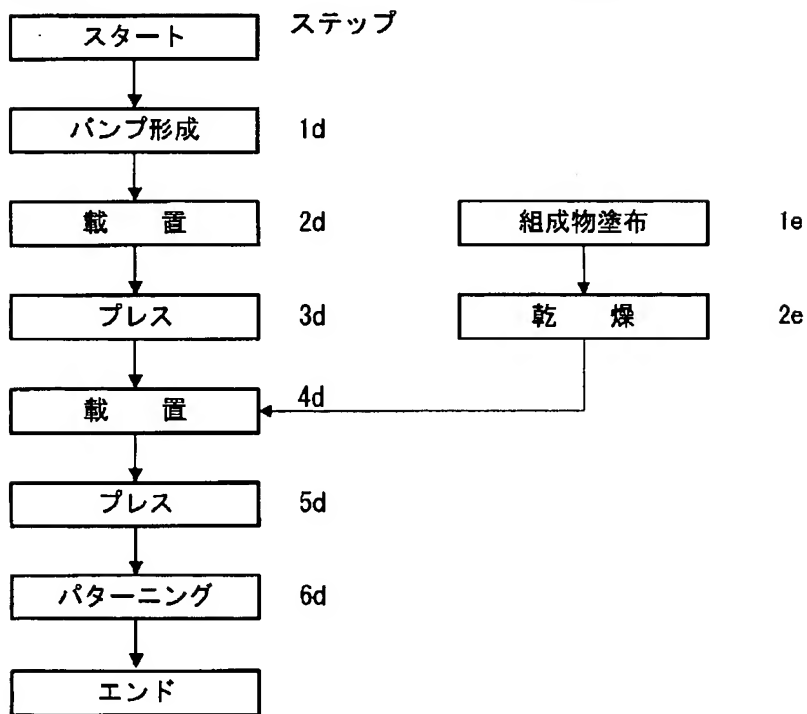 スタート ステップ
バンプ形成 1d
載 置 2d 組成物塗布 1e
プレス 3d 乾 燥 2e
載 置 4d
プレス 5d
パターニング 6d
エンド